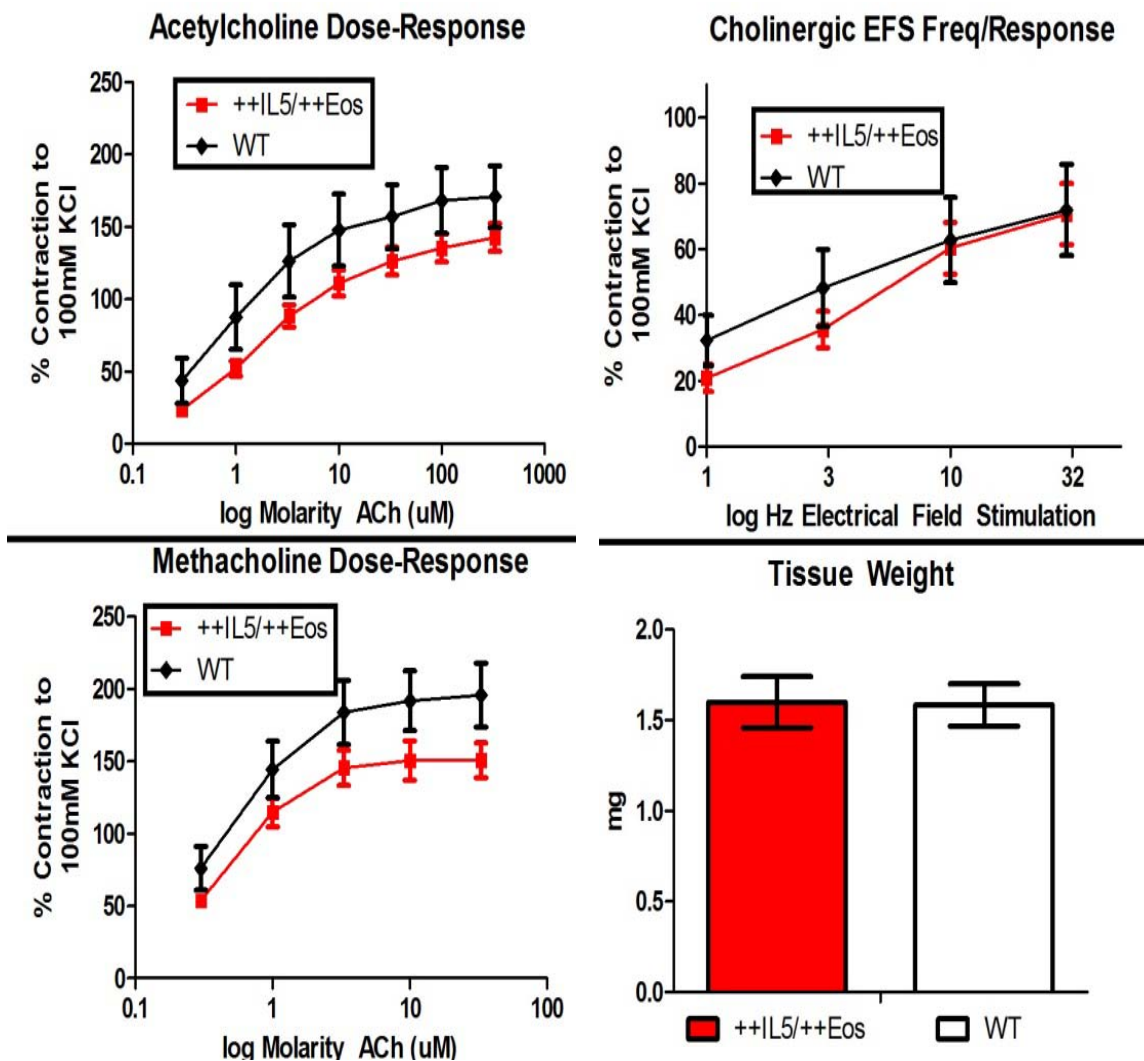 Acetylcholine Dose-Response
250
200
150
100
50
0
% Contraction to
100mM KCl
++IL5/++Eos
WT
0.1
1
10
100
1000
log Molarity ACh (uM)
Cholinergic EFS Freq/Response
100
80
60
40
20
0
% Contraction to
100mM KCl
++IL5/++Eos
WT
1
3
10
32
log Hz Electrical Field Stimulation
Methacholine Dose-Response
250
200
150
100
50
0
% Contraction to
100mM KCl
++IL5/++Eos
WT
0.1
1
10
100
log Molarity ACh (uM)
Tissue Weight
2.0
1.5
1.0
0.5
0.0
mg
++IL5/++Eos
WT